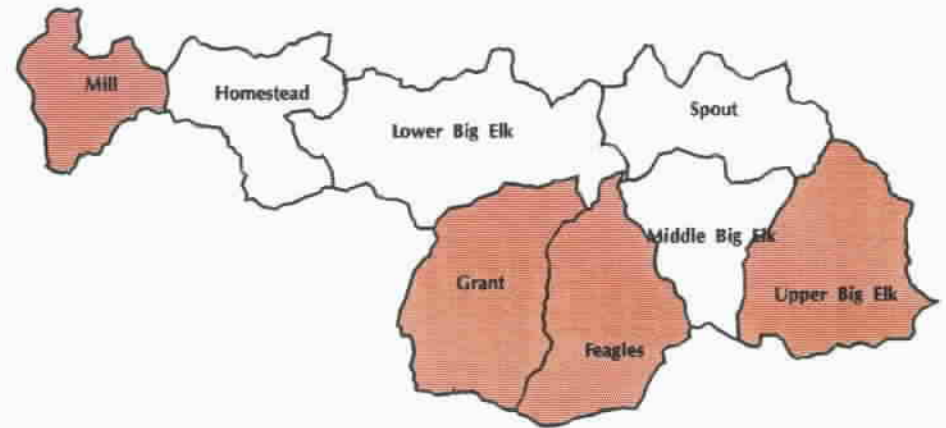 Mill
Homestead
Lower Big Elk
Spout
Middle Big Elk
Grant
Upper Big Elk
Feagles